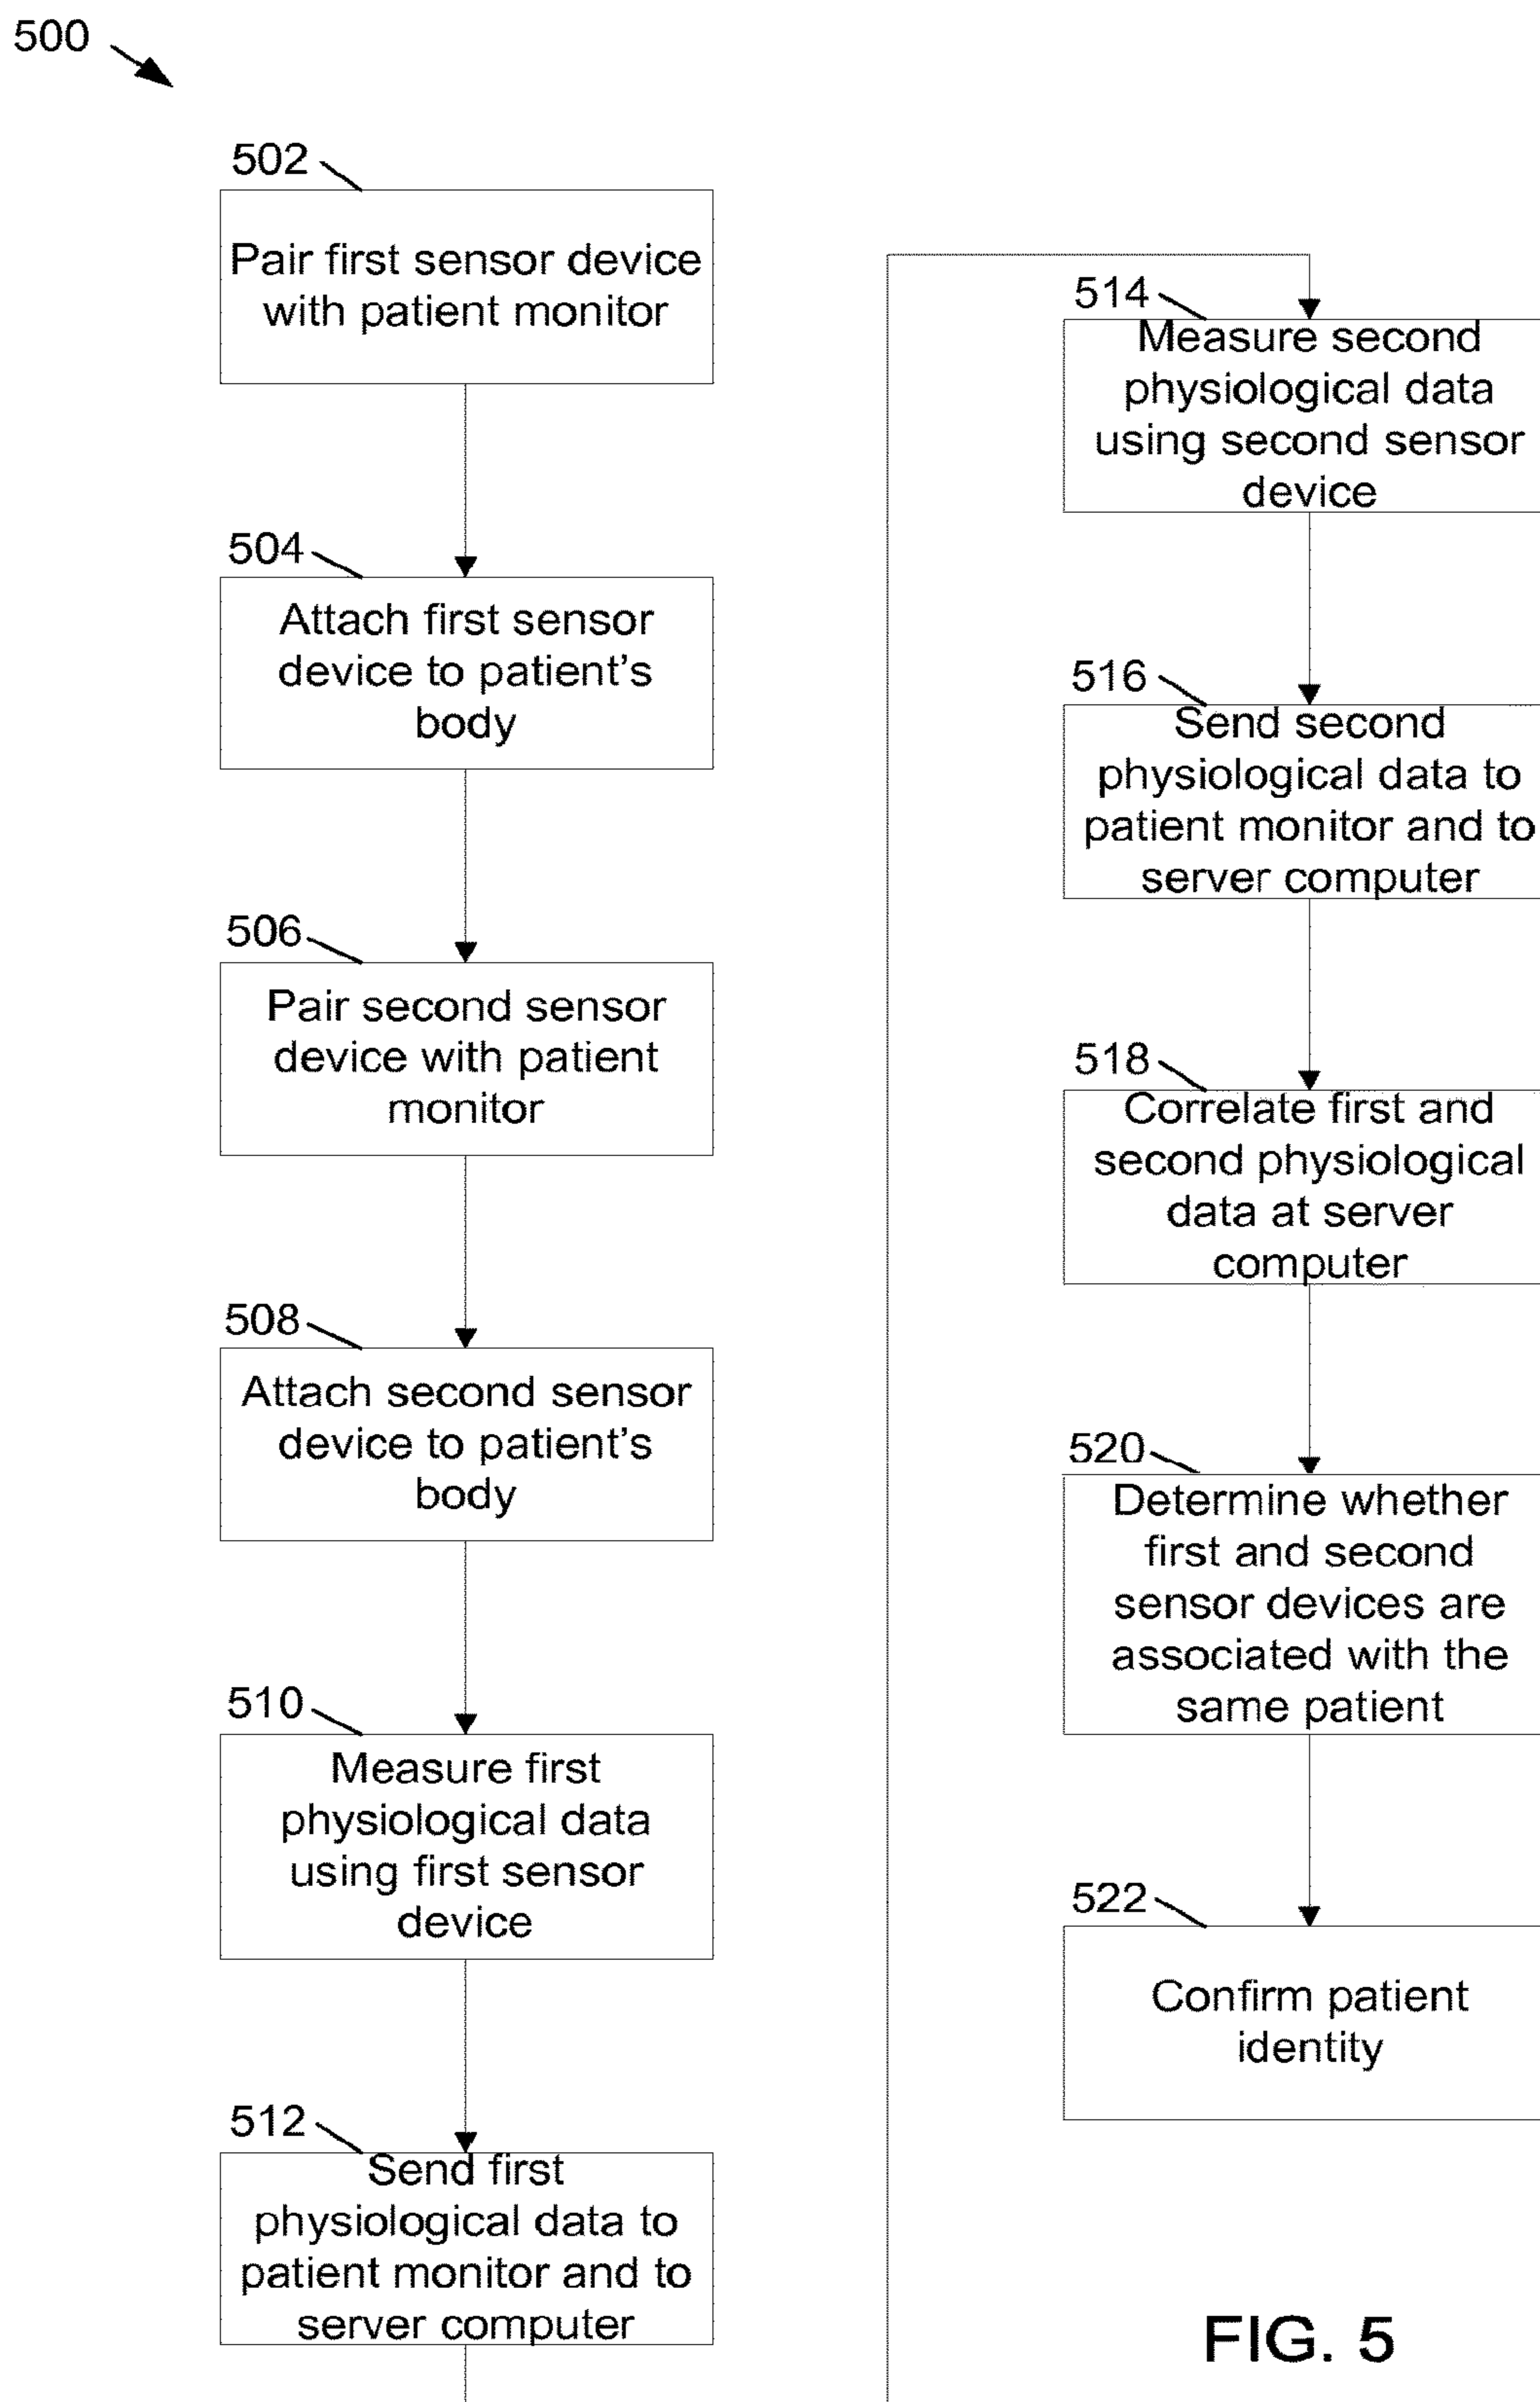 500
502
Pair first sensor device
with patient monitor
504
Attach first sensor
device to patient's
body
506
Pair second sensor
device with patient
monitor
508
Attach second sensor
device to patient's
body
510
Measure first
physiological data
using first sensor
device
512
Send first
physiological data to
patient monitor and to
server computer
514
Measure second
physiological data
using second sensor
device
516
Send second
physiological data to
patient monitor and to
server computer
518
Correlate first and
second physiological
data at server
computer
520
Determine whether
first and second
sensor devices are
associated with the
same patient
522
Confirm patient
identity
FIG. 5